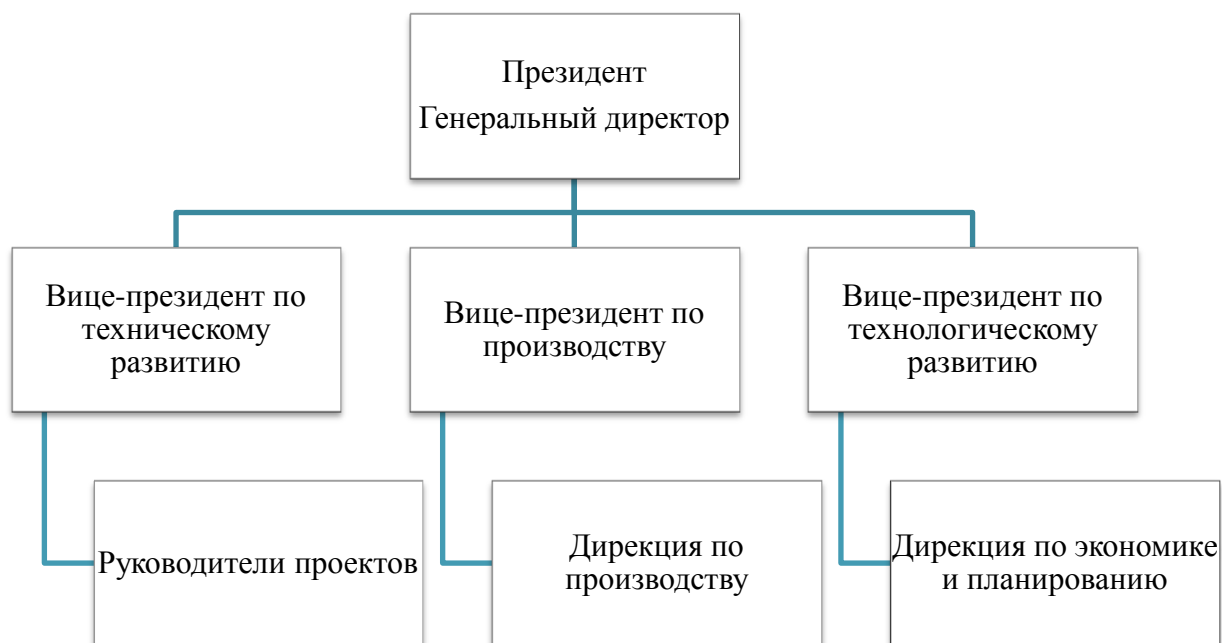 Президент
Генеральный директор
Вице-президент по
техническому
развитию
Вице-президент по
производству
Вице-президент по
технологическому
развитию
Руководители проектов
Дирекция по
производству
Дирекция по экономике
и планированию